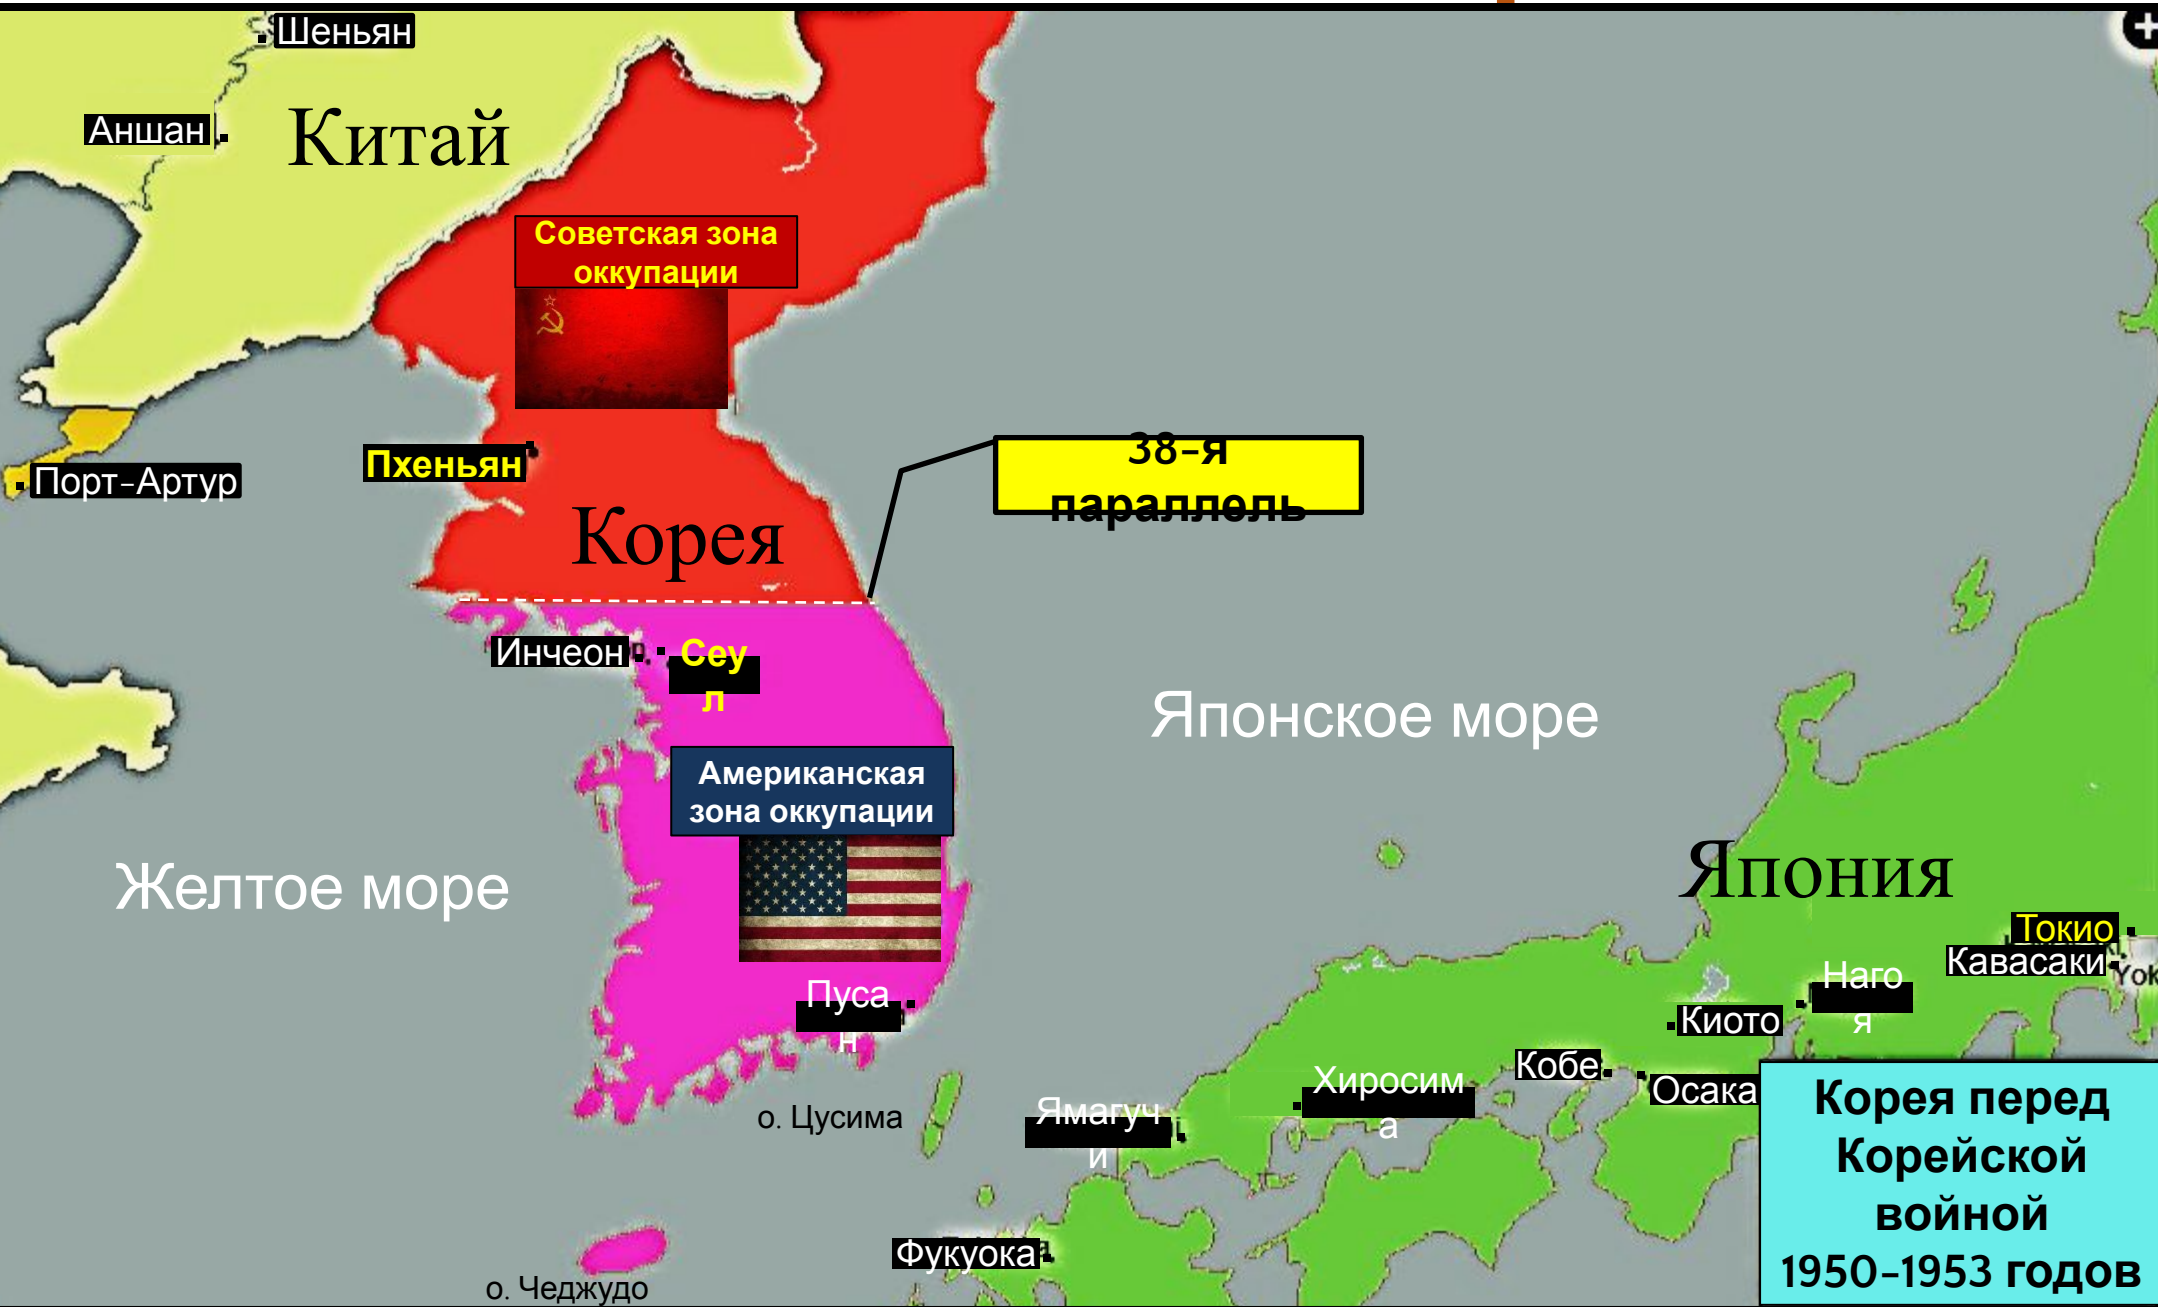 Шеньян
Аншан
Китай
Советская зона
оккупации
Порт-Артур
Пхеньян
38-я
параллель
Корея
Инчеон
Сеу
л
Японское море
Американская
зона оккупации
Желтое море
Япония
Токио
Кавасаки
Yok
Наго
я
Киото
Пуса
н
Кобе
Осака
Хиросим
а
Ямагуч
и
о. Цусима
Фукуока
о. Чеджудо
Корея перед
Корейской
войной
1950-1953 годов